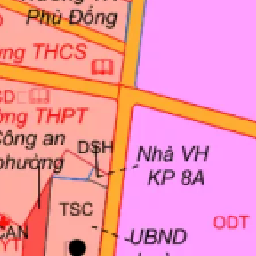 Phù Đổng
THCS
THPT
Công an
phường
DSH
Nhà VH
KP 8A
TSC
ODT
UBND
CAN